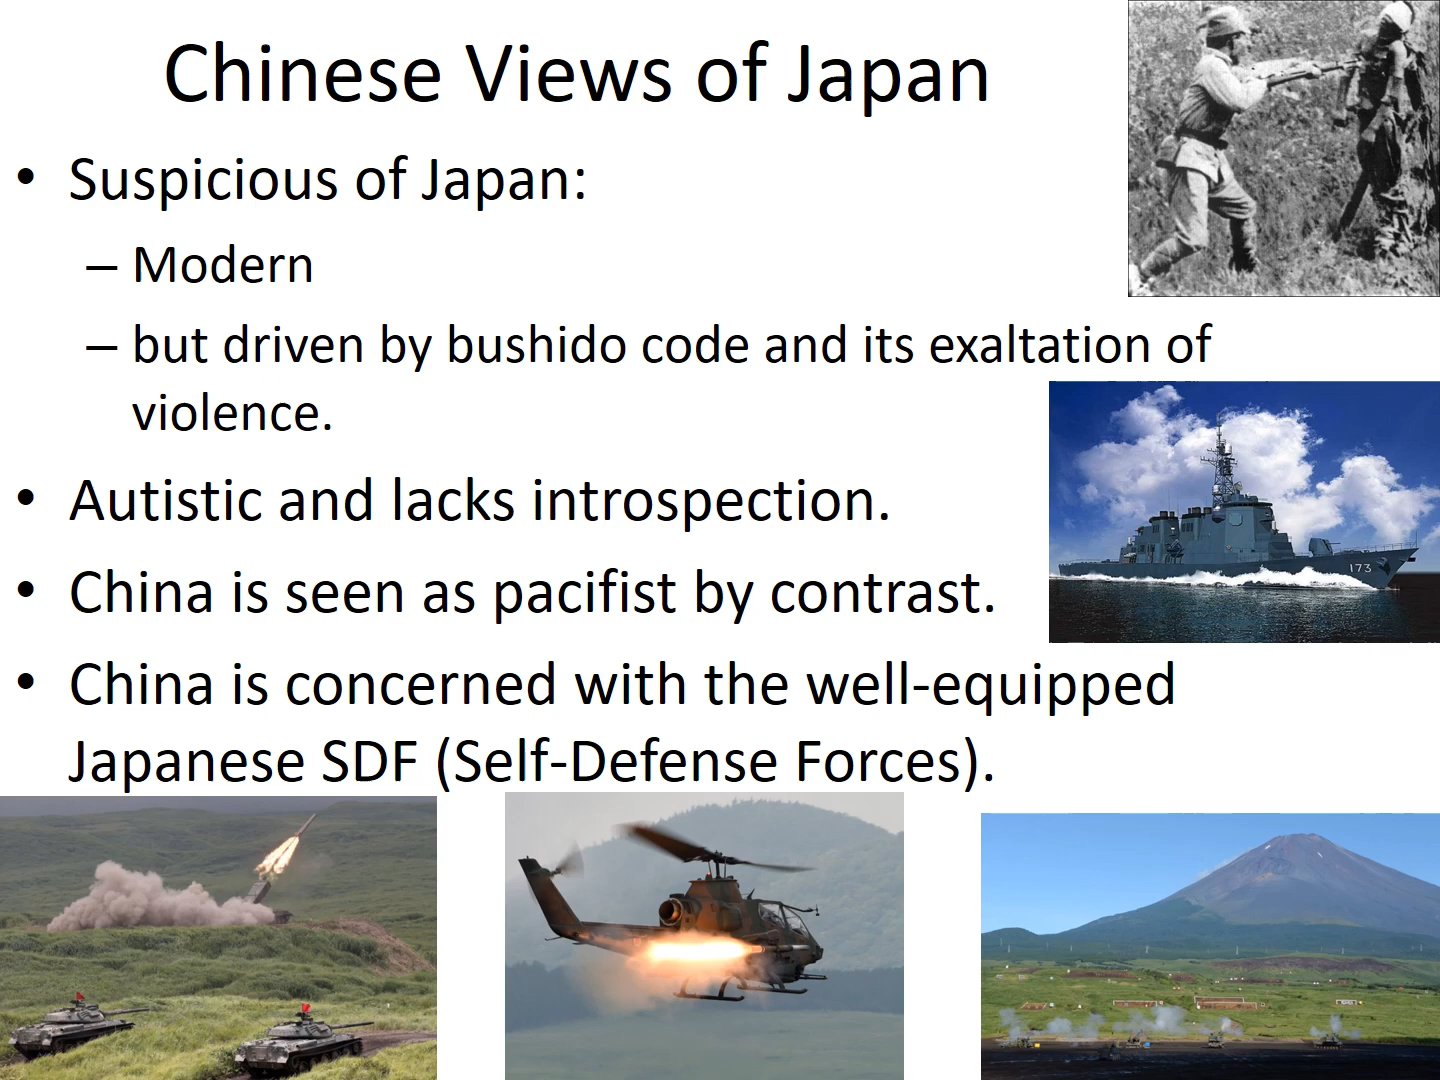 Chinese Views of Japan
• Suspicious of Japan:
– Modern
– but driven by bushido code and its exaltation of
violence.
• Autistic and lacks introspection.
• China is seen as pacifist by contrast.
• China is concerned with the well-equipped
Japanese SDF (Self-Defense Forces).
173